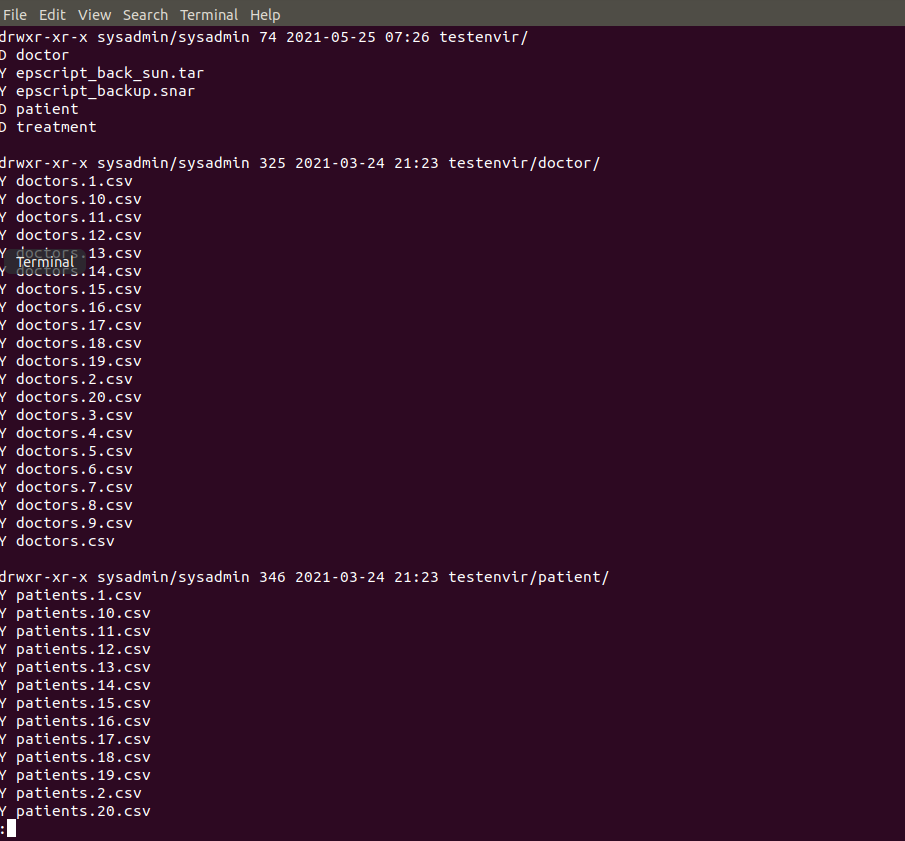 File Edit View Search Terminal Help
drwxr-xr-x sysadmin/sysadmin 74 2021-05-25 07:26 testenvir/
D doctor
Y epscript_back_sun.tar
Y epscript_backup.snar
D patient
D treatment
drwxr-xr-x sysadmin/sysadmin 325 2021-03-24 21:23 testenvir/doctor/
Y doctors.1.csv
Y doctors.10.csv
Y doctors.11.csv
Y doctors.12.csv
Y doctors.13.csv
Terminal
Y doctors.14.csv
Y doctors.15.csv
Y doctors.16.csv
Y doctors.17.csv
Y doctors.18.csv
Y doctors.19.csv
Y doctors.2.csv
Y doctors.20.csv
Y doctors.3.csv
Y doctors.4.csv
Y doctors.5.csv
Y doctors.6.csv
Y doctors.7.csv
Y doctors.8.csv
Y doctors.9.csv
Y doctors.csv
drwxr-xr-x sysadmin/sysadmin 346 2021-03-24 21:23 testenvir/patient/
Y patients.1.csv
Y patients.10.csv
Y patients.11.csv
Y patients.12.csv
Y patients.13.csv
Y patients.14.csv
Y patients.15.csv
Y patients.16.csv
Y patients.17.csv
Y patients.18.csv
Y patients.19.csv
Y patients.2.csv
Y patients.20.csv
: